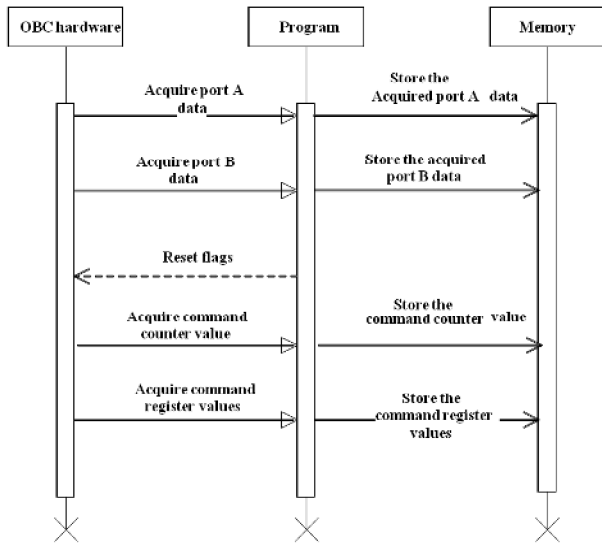 OBC hardware
Program
Memory
Acquire port A
data
Store the
Acquired port A data
Acquire port B
data
Store the acquired
port B data
Reset flags
Acquire command
counter value
Store the
command counter value
Acquire command
register values
Store the
command register
values